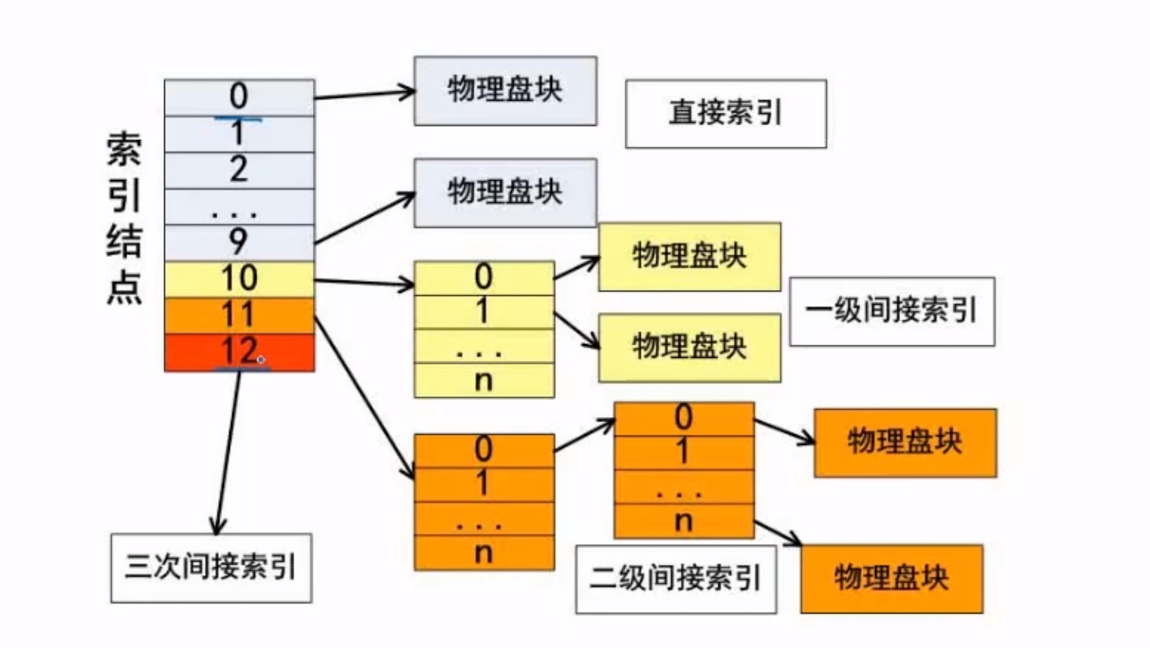 索引结点
0
1
2
...
9
10
11
12
物理盘块
直接索引
物理盘块
0
1
...
n
物理盘块
物理盘块
一级间接索引
0
1
...
n
0
1
...
n
物理盘块
物理盘块
二级间接索引
三次间接索引